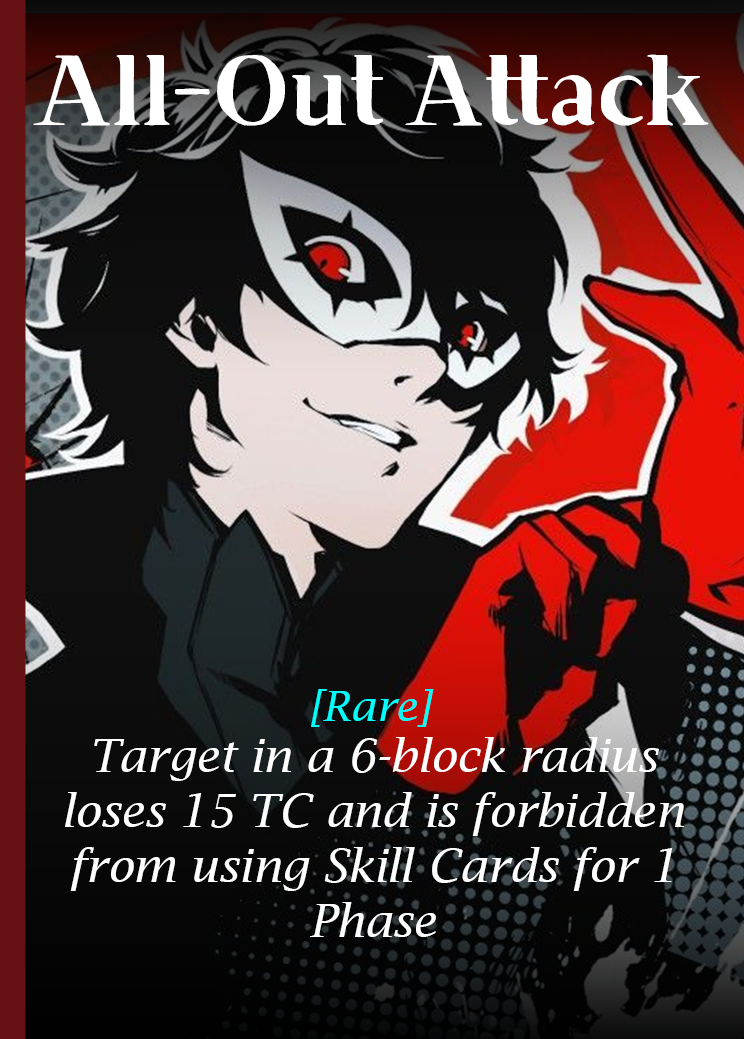 All-Out Attack
[Rare]
Target in a 6-block radius
loses 15 TC and is forbidden
from using Skill Cards for 1
Phase